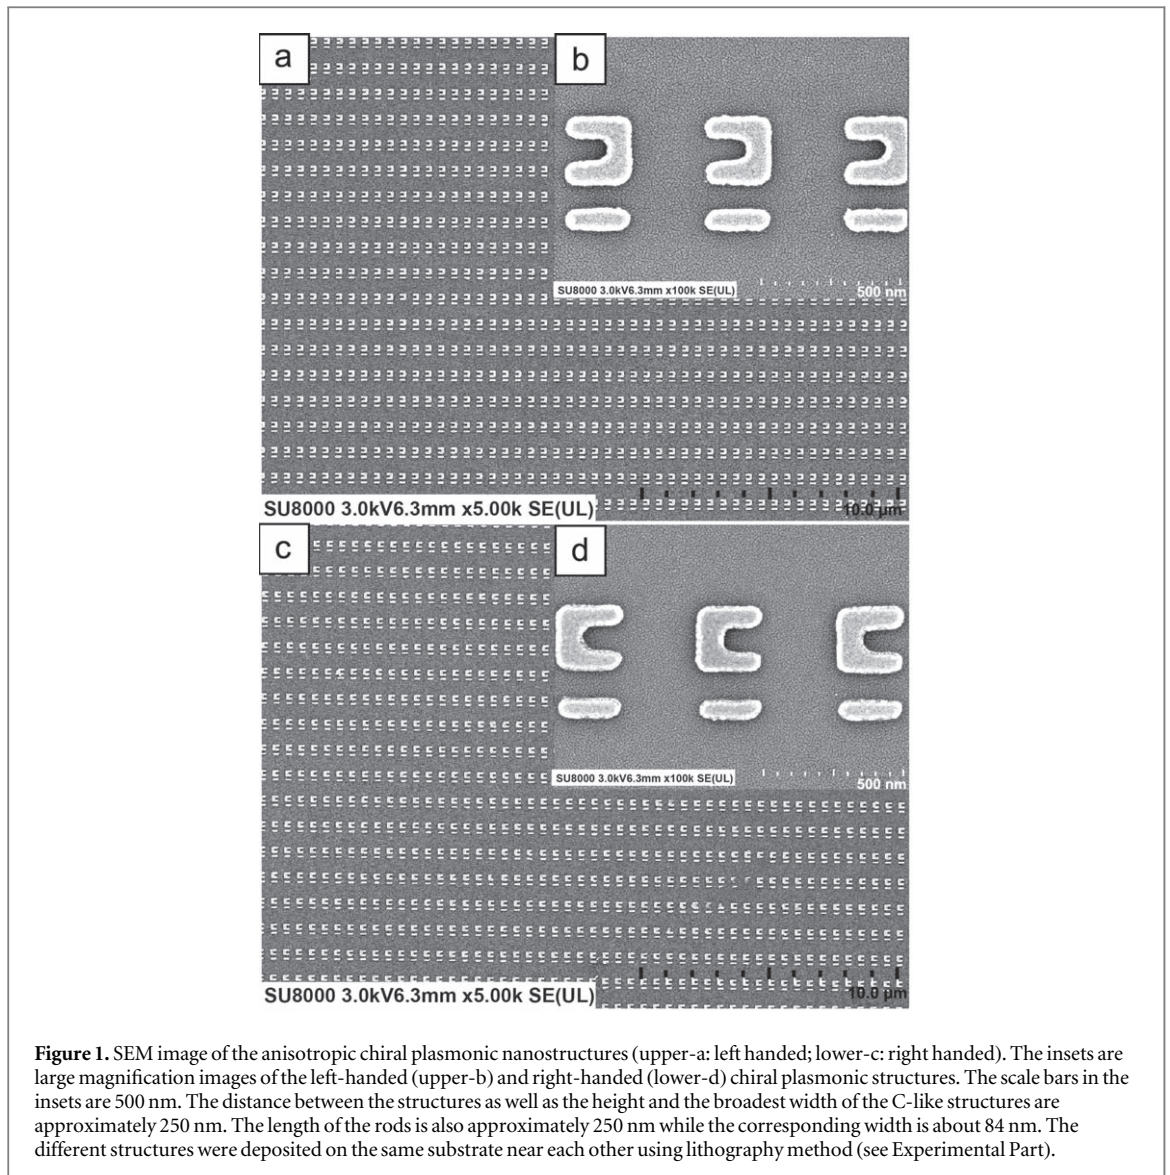 a
b
SU8000 3.0kV6.3mm x100k SE(UL)
500 nm
SU8000 3.0kV6.3mm x5.00k SE(UL)
10.0 µm
c
d
SU8000 3.0kV6.3mm x100k SE(UL)
500 nm
SU8000 3.0kV6.3mm x5.00k SE(UL)
10.0 µm
Figure 1. SEM image of the anisotropic chiral plasmonic nanostructures (upper-a: left handed; lower-c: right handed). The insets are
large magnification images of the left-handed (upper-b) and right-handed (lower-d) chiral plasmonic structures. The scale bars in the
insets are 500 nm. The distance between the structures as well as the height and the broadest width of the C-like structures are
approximately 250 nm. The length of the rods is also approximately 250 nm while the corresponding width is about 84 nm. The
different structures were deposited on the same substrate near each other using lithography method (see Experimental Part).